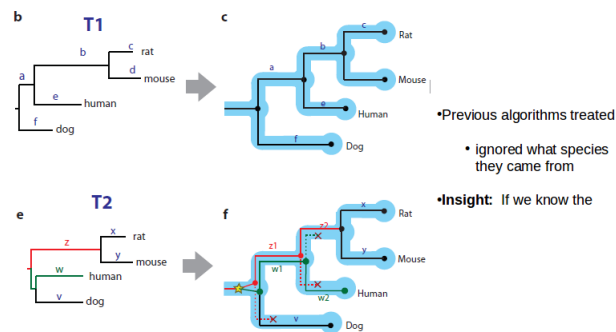 b
T1
c
b
c
rat
d
mouse
a
e
human
f
dog
c
Rat
b
a
Mouse
e
Human
f
Dog
•Previous algorithms treated
• ignored what species
they came from
•Insight: If we know the
T2
e
f
x
rat
z
y
mouse
w
human
v
dog
x
Rat
z2
z1
y
Mouse
w1
w2
Human
v
Dog